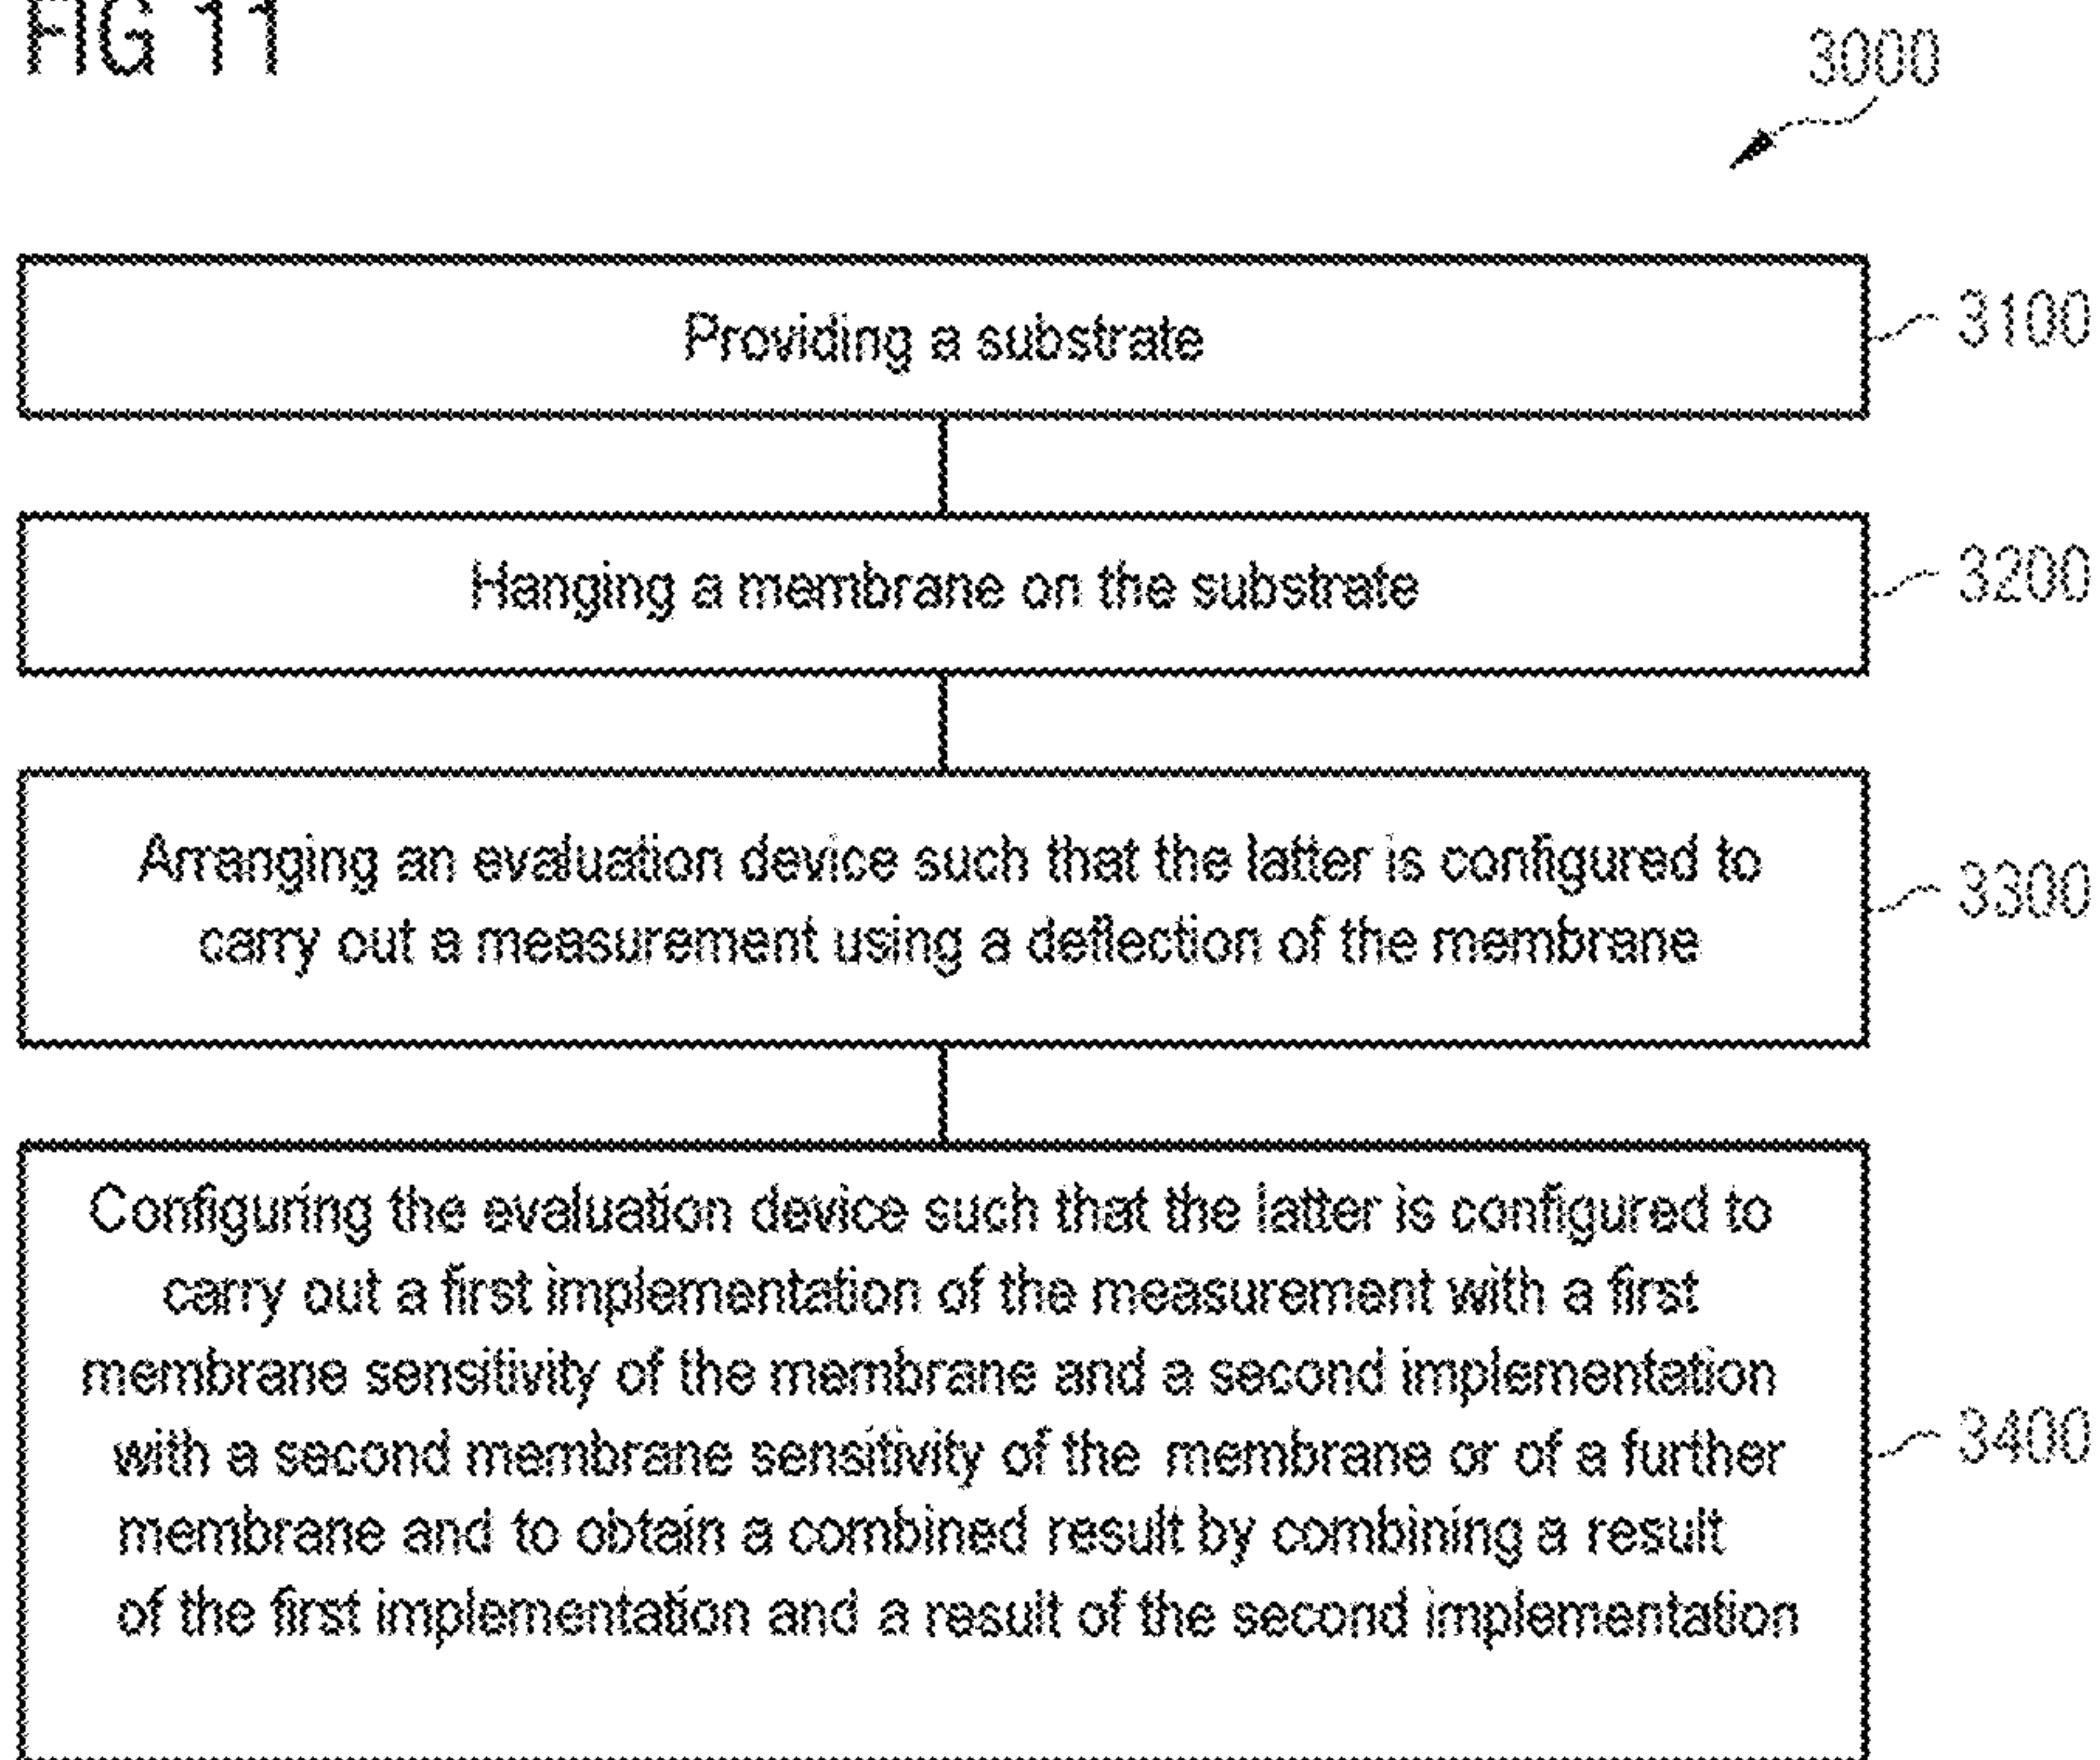 FIG 11
3000
Providing a substrate
3100
Hanging a membrane on the substrate
3200
Arranging an evaluation device such that the latter is configured to
carry out a measurement using a deflection of the membrane
3300
Configuring the evaluation device such that the latter is configured to
carry out a first implementation of the measurement with a first
membrane sensitivity of the membrane and a second implementation
with a second membrane sensitivity of the membrane or of a further
membrane and to obtain a combined result by combining a result
of the first implementation and a result of the second implementation
3400